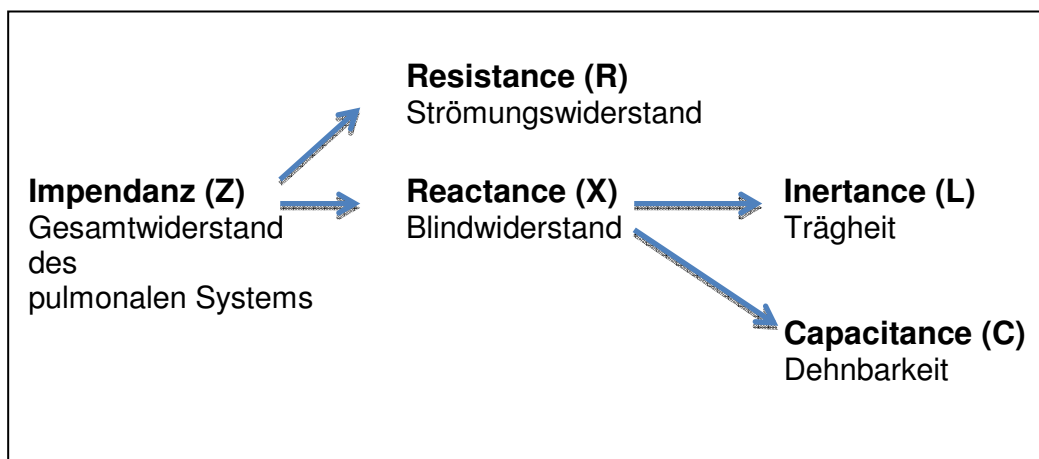 Resistance (R)
Strömungswiderstand
Impendanz (Z)
Gesamtwiderstand
des
pulmonalen Systems
Reactance (X)
Blindwiderstand
Inertance (L)
Trägheit
Capacitance (C)
Dehnbarkeit